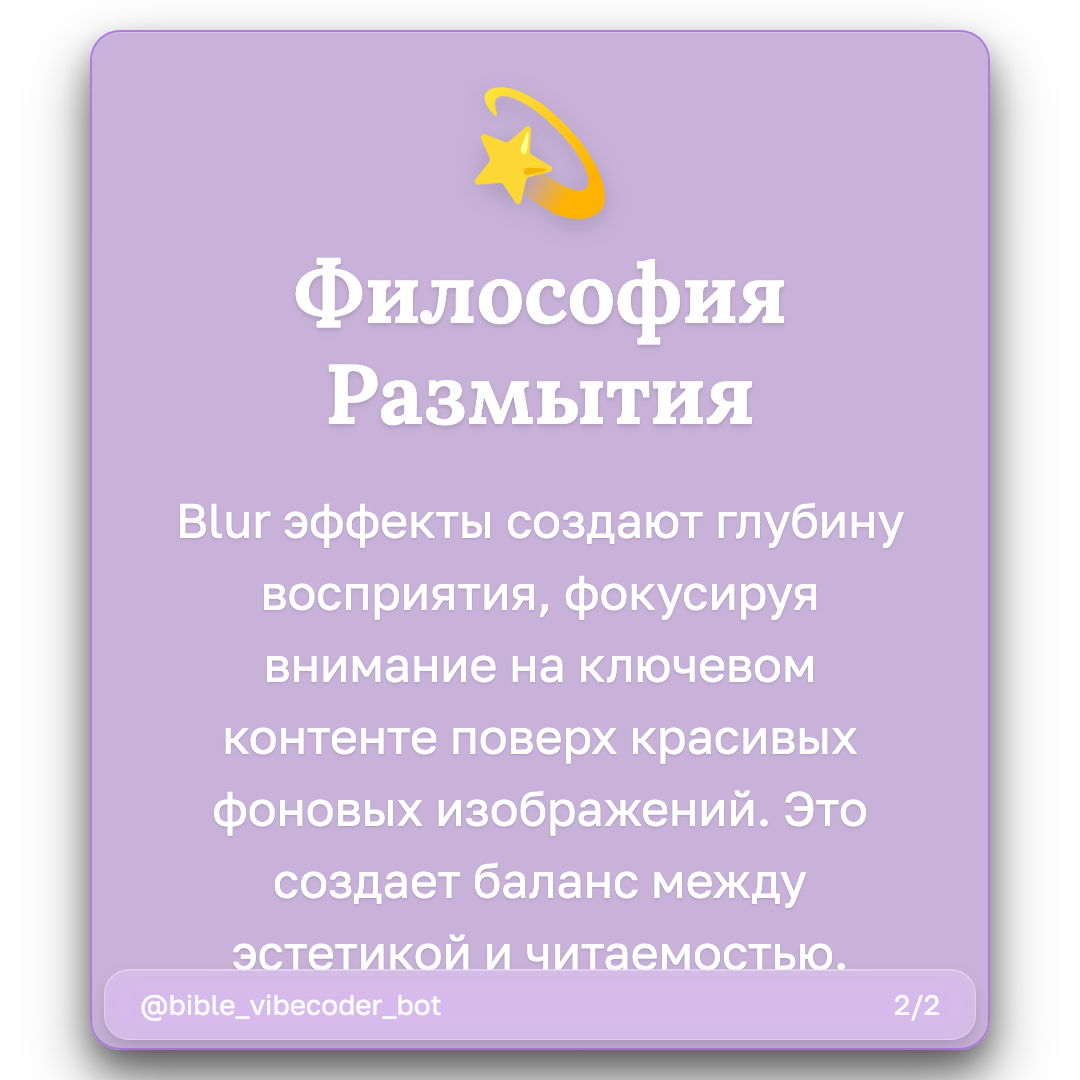 Философия
Размытия
Blur эффекты создают глубину
восприятия, фокусируя
внимание на ключевом
контенте поверх красивых
фоновых изображений. Это
создает баланс между
эстетикой и читаемостью.
@bible_vibecoder_bot
2/2